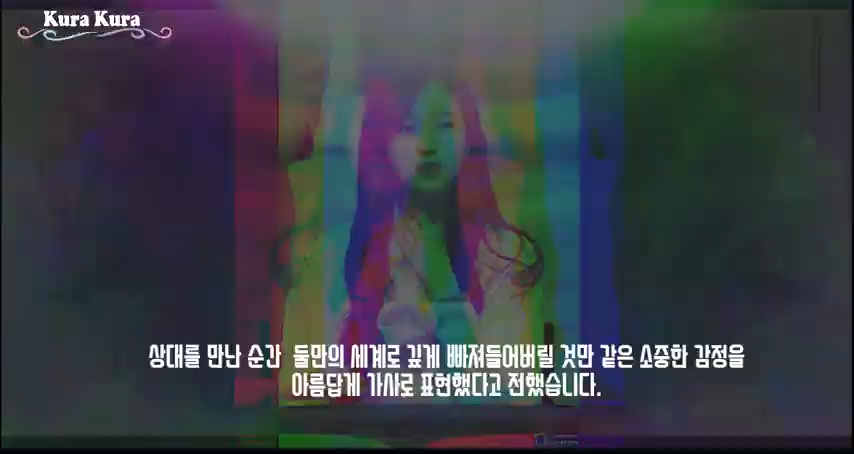 Kura Kura
상대를 만난 순간 둘만의 세계로 깊게 빠져들어버릴 것만 같은 소중한 감정을
아름답게 가사로 표현했다고 전했습니다.